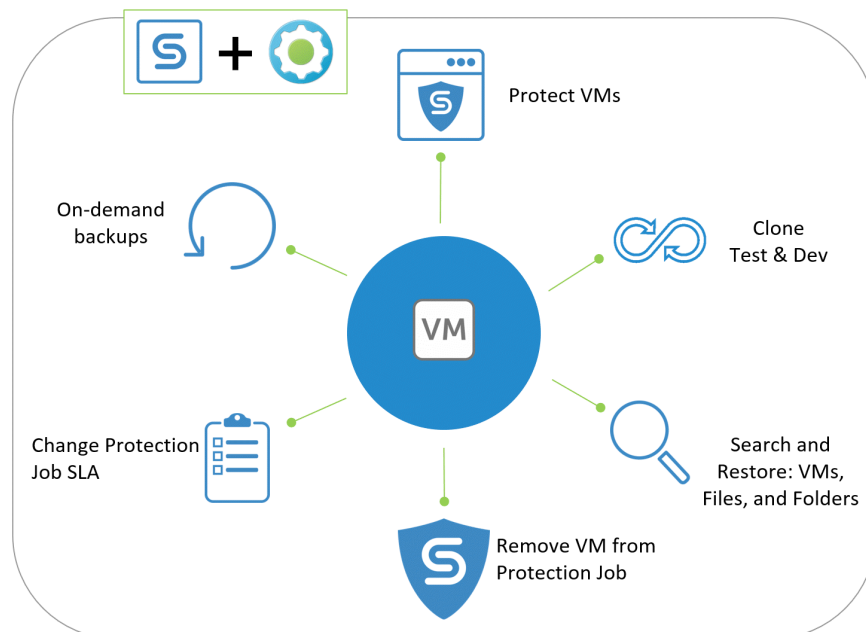 Protect VMs
On-demand
backups
Clone
Test & Dev
VM
Change Protection
Job SLA
Search and
Restore: VMs,
Files, and Folders
Remove VM from
Protection Job